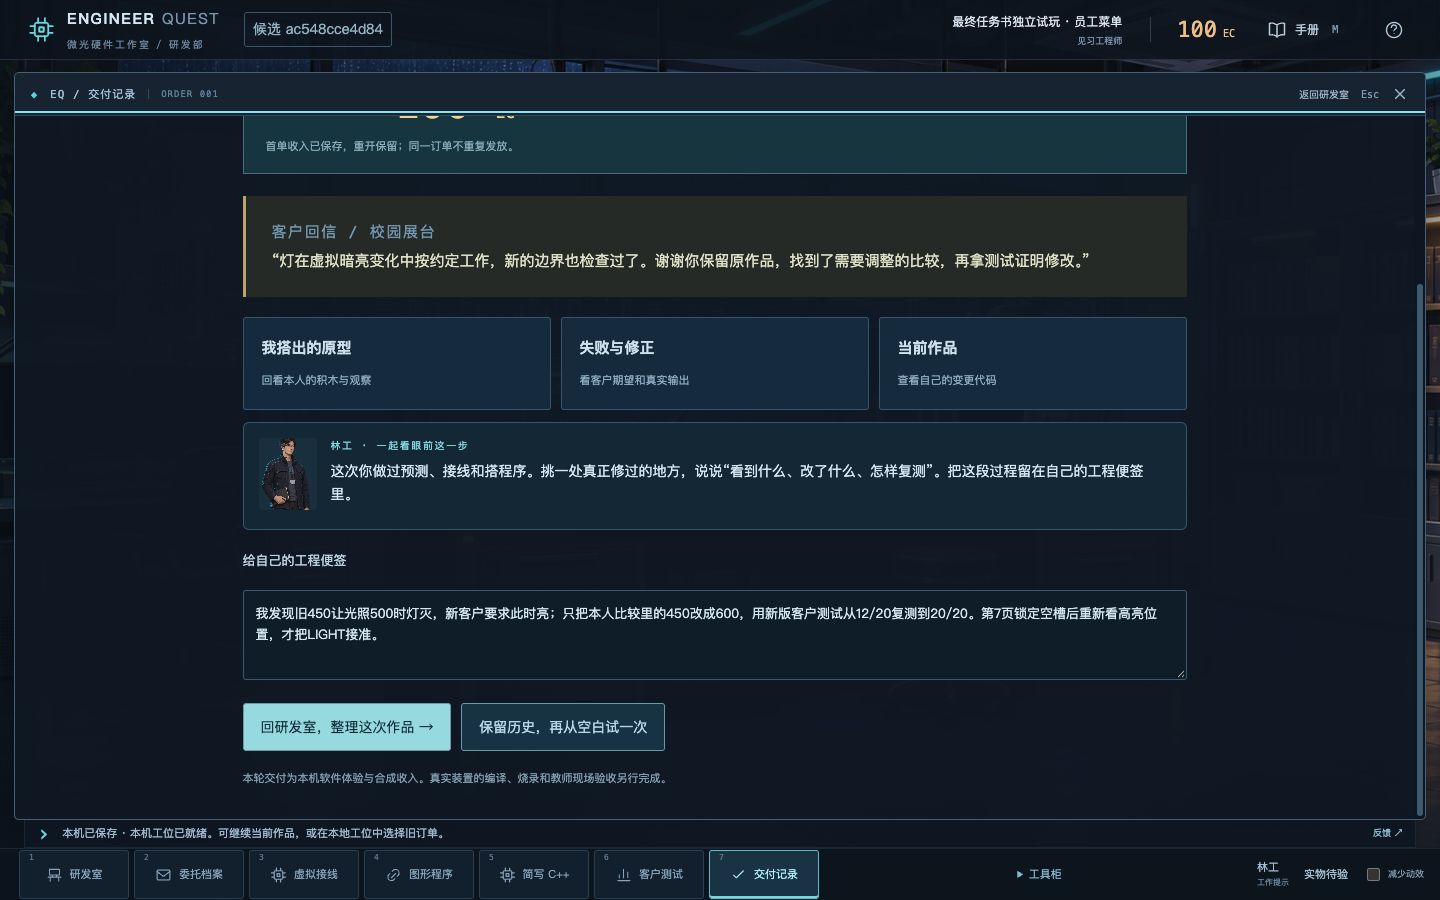 ENGINEER QUEST
微光硬件工作室 / 研发部
候选 ac548cce4d84
最终任务书独立试玩 · 员工菜单
见习工程师
100 EC
手册 M
EQ / 交付记录
ORDER 001
返回研发室 Esc
首单收入已保存，重开保留；同一订单不重复发放。
客户回信 / 校园展台
“灯在虚拟暗亮变化中按约定工作，新的边界也检查过了。谢谢你保留原作品，找到了需要调整的比较，再拿测试证明修改。”
我搭出的原型
回看本人的积木与观察
失败与修正
看客户期望和真实输出
当前作品
查看自己的变更代码
林工 · 一起看眼前这一步
这次你做过预测、接线和搭程序。挑一处真正修过的地方，说说“看到什么、改了什么、怎样复测”。把这段过程留在自己的工程便签
里。
给自己的工程便签
我发现旧450让光照500时灯灭，新客户要求此时亮；只把本人比较里的450改成600，用新版客户测试从12/20复测到20/20。第7页锁定空槽后重新看高亮位
置，才把LIGHT接准。
回研发室，整理这次作品 →
保留历史，再从空白试一次
本轮交付为本机软件体验与合成收入。真实装置的编译、烧录和教师现场验收另行完成。
本机已保存 · 本机工位已就绪。可继续当前作品，或在本地工位中选择旧订单。
反馈 ↗
1 研发室
2 委托档案
3 虚拟接线
4 图形程序
5 简写 C++
6 客户测试
7 交付记录
工具柜
林工
工作提示
实物待验
减少动效